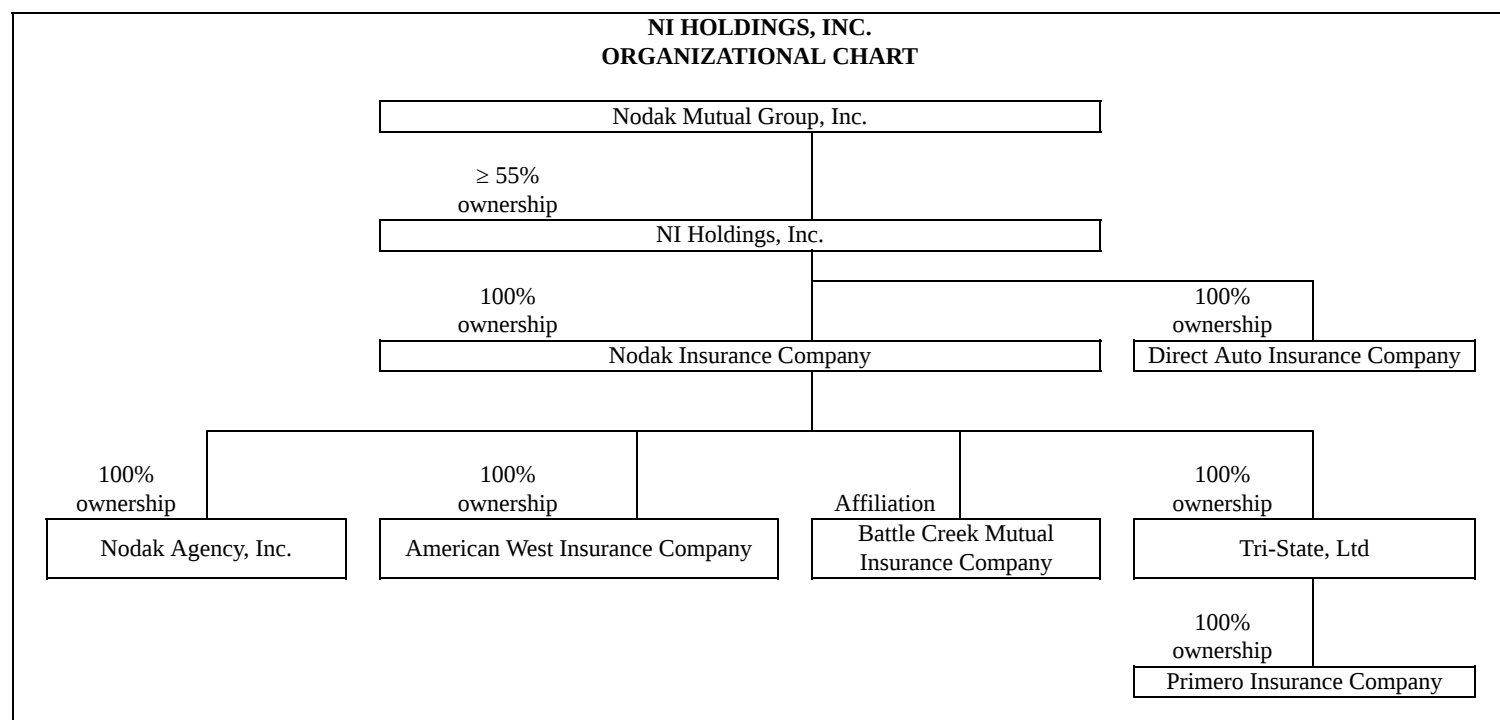 NI HOLDINGS, INC.
ORGANIZATIONAL CHART
Nodak Mutual Group, Inc.
≥ 55%
ownership
NI Holdings, Inc.
100%
ownership
100%
ownership
Nodak Insurance Company
Direct Auto Insurance Company
100%
ownership
100%
ownership
Affiliation
100%
ownership
Nodak Agency, Inc.
American West Insurance Company
Battle Creek Mutual
Insurance Company
Tri-State, Ltd
100%
ownership
Primero Insurance Company